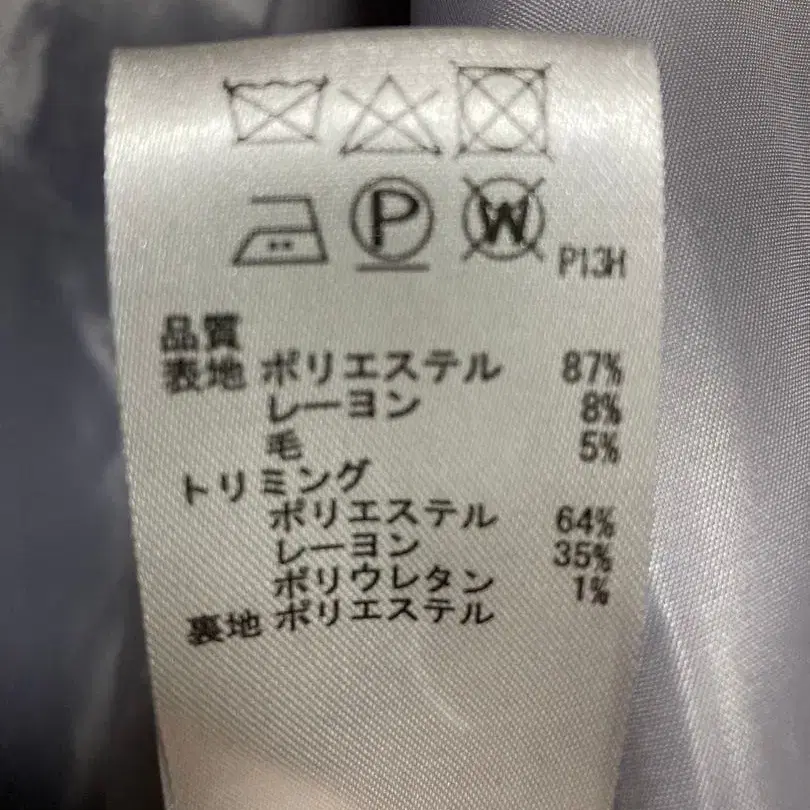 P W P13H
品質
表地 ポリエステル 87%
レーヨン 8%
毛 5%
トリミング
ポリエステル 64%
レーヨン 35%
ポリウレタン 1%
裏地 ポリエステル